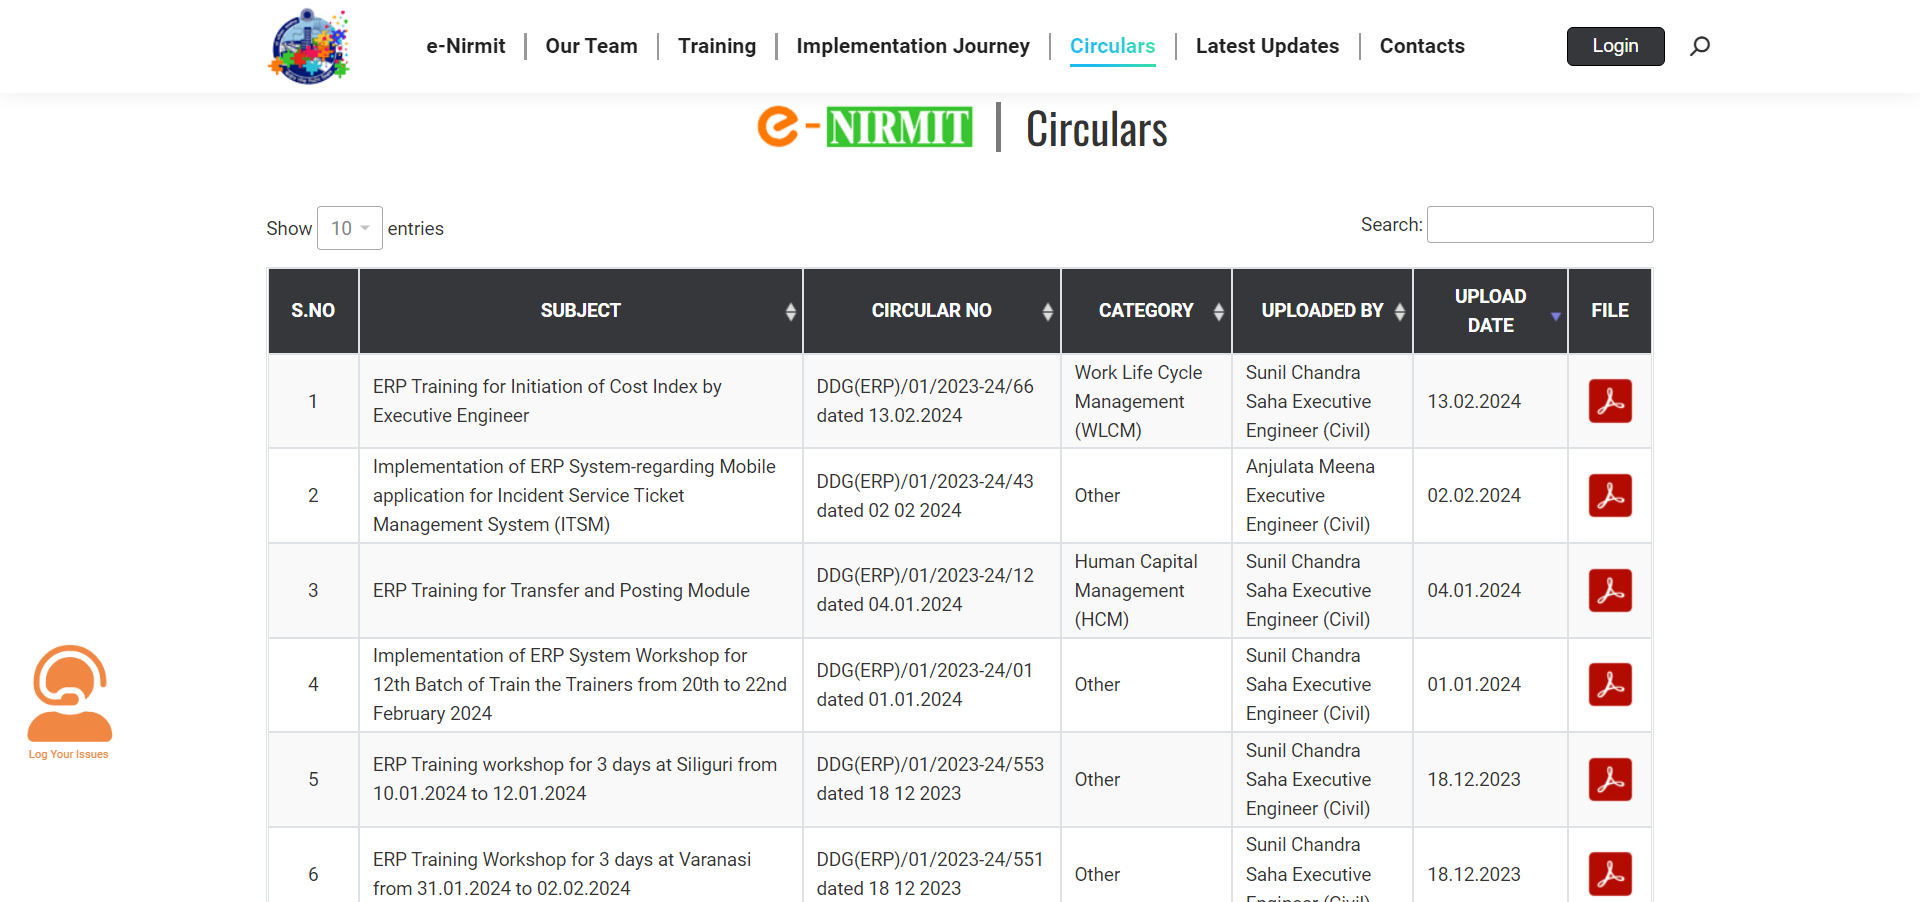 e-Nirmit
Our Team
Training
Implementation Journey
Circulars
Latest Updates
Contacts
Login
e-NIRMIT
Circulars
Show 10 entries
Search:
S.NO
SUBJECT
CIRCULAR NO
CATEGORY
UPLOADED BY
UPLOAD
DATE
FILE
1
ERP Training for Initiation of Cost Index by
Executive Engineer
DDG(ERP)/01/2023-24/66
dated 13.02.2024
Work Life Cycle
Management
(WLCM)
Sunil Chandra
Saha Executive
Engineer (Civil)
13.02.2024
2
Implementation of ERP System-regarding Mobile
application for Incident Service Ticket
Management System (ITSM)
DDG(ERP)/01/2023-24/43
dated 02 02 2024
Other
Anjulata Meena
Executive
Engineer (Civil)
02.02.2024
3
ERP Training for Transfer and Posting Module
DDG(ERP)/01/2023-24/12
dated 04.01.2024
Human Capital
Management
(HCM)
Sunil Chandra
Saha Executive
Engineer (Civil)
04.01.2024
4
Implementation of ERP System Workshop for
12th Batch of Train the Trainers from 20th to 22nd
February 2024
DDG(ERP)/01/2023-24/01
dated 01.01.2024
Other
Sunil Chandra
Saha Executive
Engineer (Civil)
01.01.2024
5
ERP Training workshop for 3 days at Siliguri from
10.01.2024 to 12.01.2024
DDG(ERP)/01/2023-24/553
dated 18 12 2023
Other
Sunil Chandra
Saha Executive
Engineer (Civil)
18.12.2023
6
ERP Training Workshop for 3 days at Varanasi
from 31.01.2024 to 02.02.2024
DDG(ERP)/01/2023-24/551
dated 18 12 2023
Other
Sunil Chandra
Saha Executive
Engineer (Civil)
18.12.2023
Log Your Issues